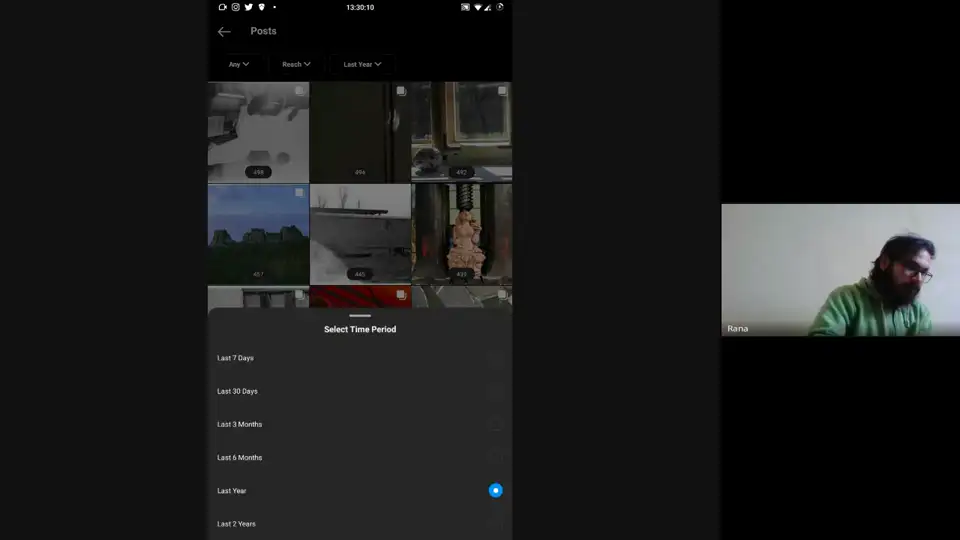 13:30:10
Posts
Any
Reach
Last Year
498
494
492
457
445
433
Select Time Period
Last 7 Days
Last 30 Days
Last 3 Months
Last 6 Months
Last Year
Last 2 Years
Rana